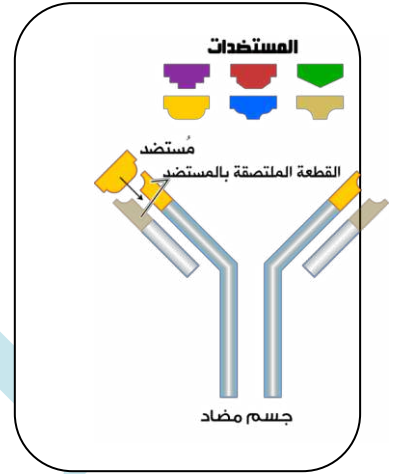 المستضدات
مُستضد
القطعة الملتصقة بالمستضد
جسم مضاد